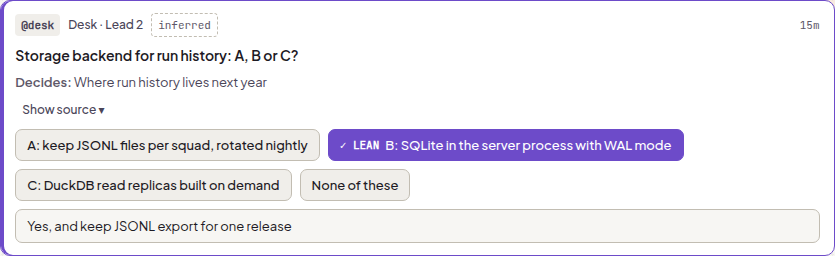 @desk Desk · Lead 2 inferred 15m
Storage backend for run history: A, B or C?
Decides: Where run history lives next year
Show source ▾
A: keep JSONL files per squad, rotated nightly ✓ LEAN B: SQLite in the server process with WAL mode
C: DuckDB read replicas built on demand None of these
Yes, and keep JSONL export for one release